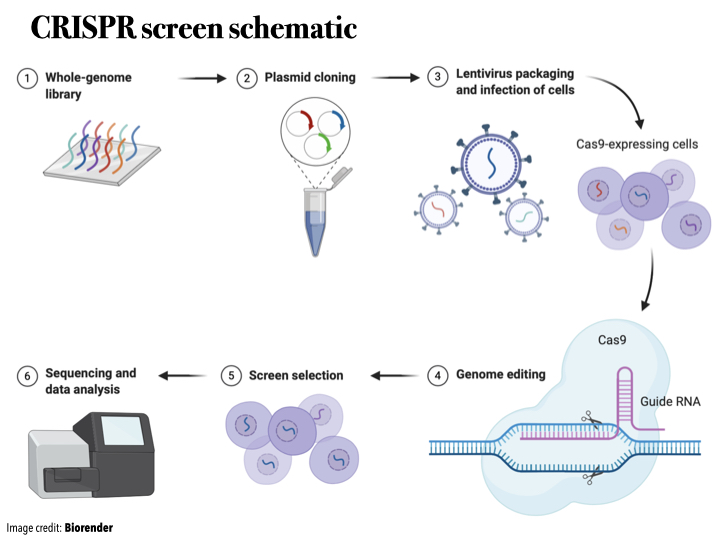 CRISPR screen schematic
1 Whole-genome
library
2 Plasmid cloning
3 Lentivirus packaging
and infection of cells
Cas9-expressing cells
Cas9
Guide RNA
4 Genome editing
5 Screen selection
6 Sequencing and
data analysis
Image credit: Biorender